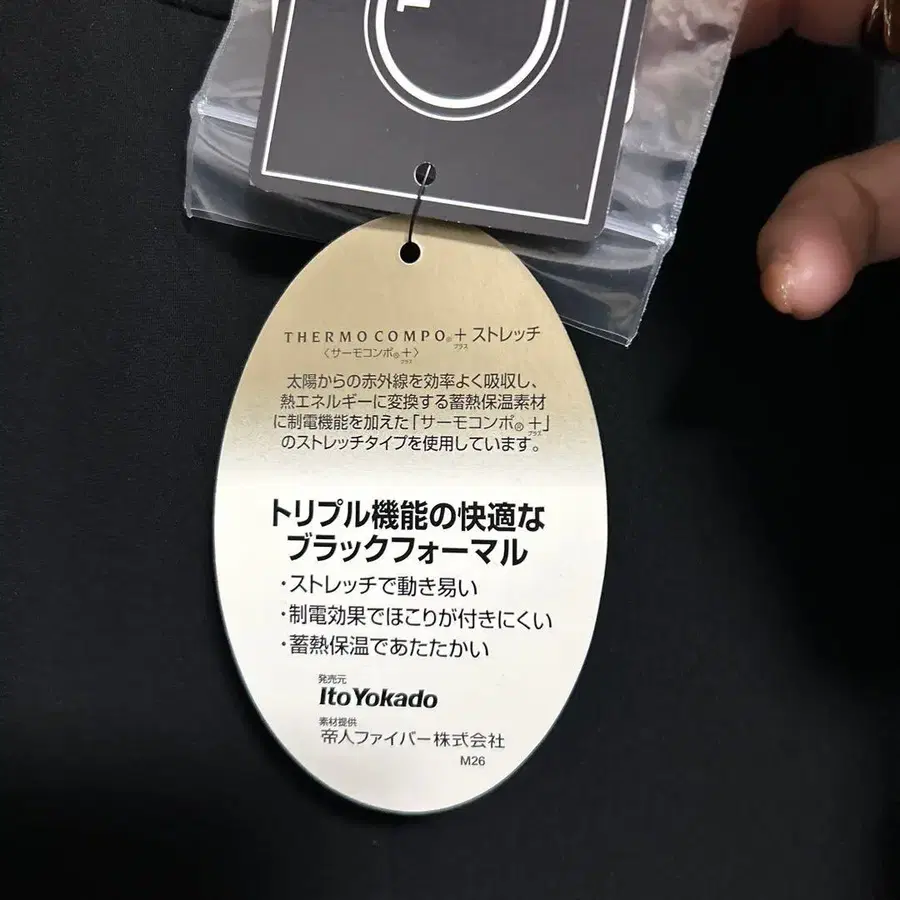 THERMO COMPO®+ ストレッチ
プラス
〈サーモコンポ®+〉
プラス
太陽からの赤外線を効率よく吸収し、
熱エネルギーに変換する蓄熱保温素材
に制電機能を加えた「サーモコンポ®+」
プラス
のストレッチタイプを使用しています。
トリプル機能の快適な
ブラックフォーマル
・ストレッチで動き易い
・制電効果でほこりが付きにくい
・蓄熱保温であたたかい
発売元
Ito Yokado
素材提供
帝人ファイバー株式会社
M26